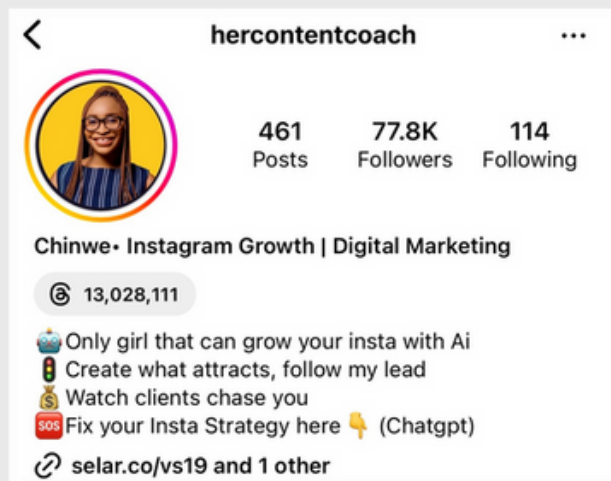 hercontentcoach ...
461 77.8K 114
Posts Followers Following
Chinwe• Instagram Growth | Digital Marketing
13,028,111
🤖Only girl that can grow your insta with Ai
🚦Create what attracts, follow my lead
💰Watch clients chase you
🆘Fix your Insta Strategy here 👇 (Chatgpt)
selar.co/vs19 and 1 other